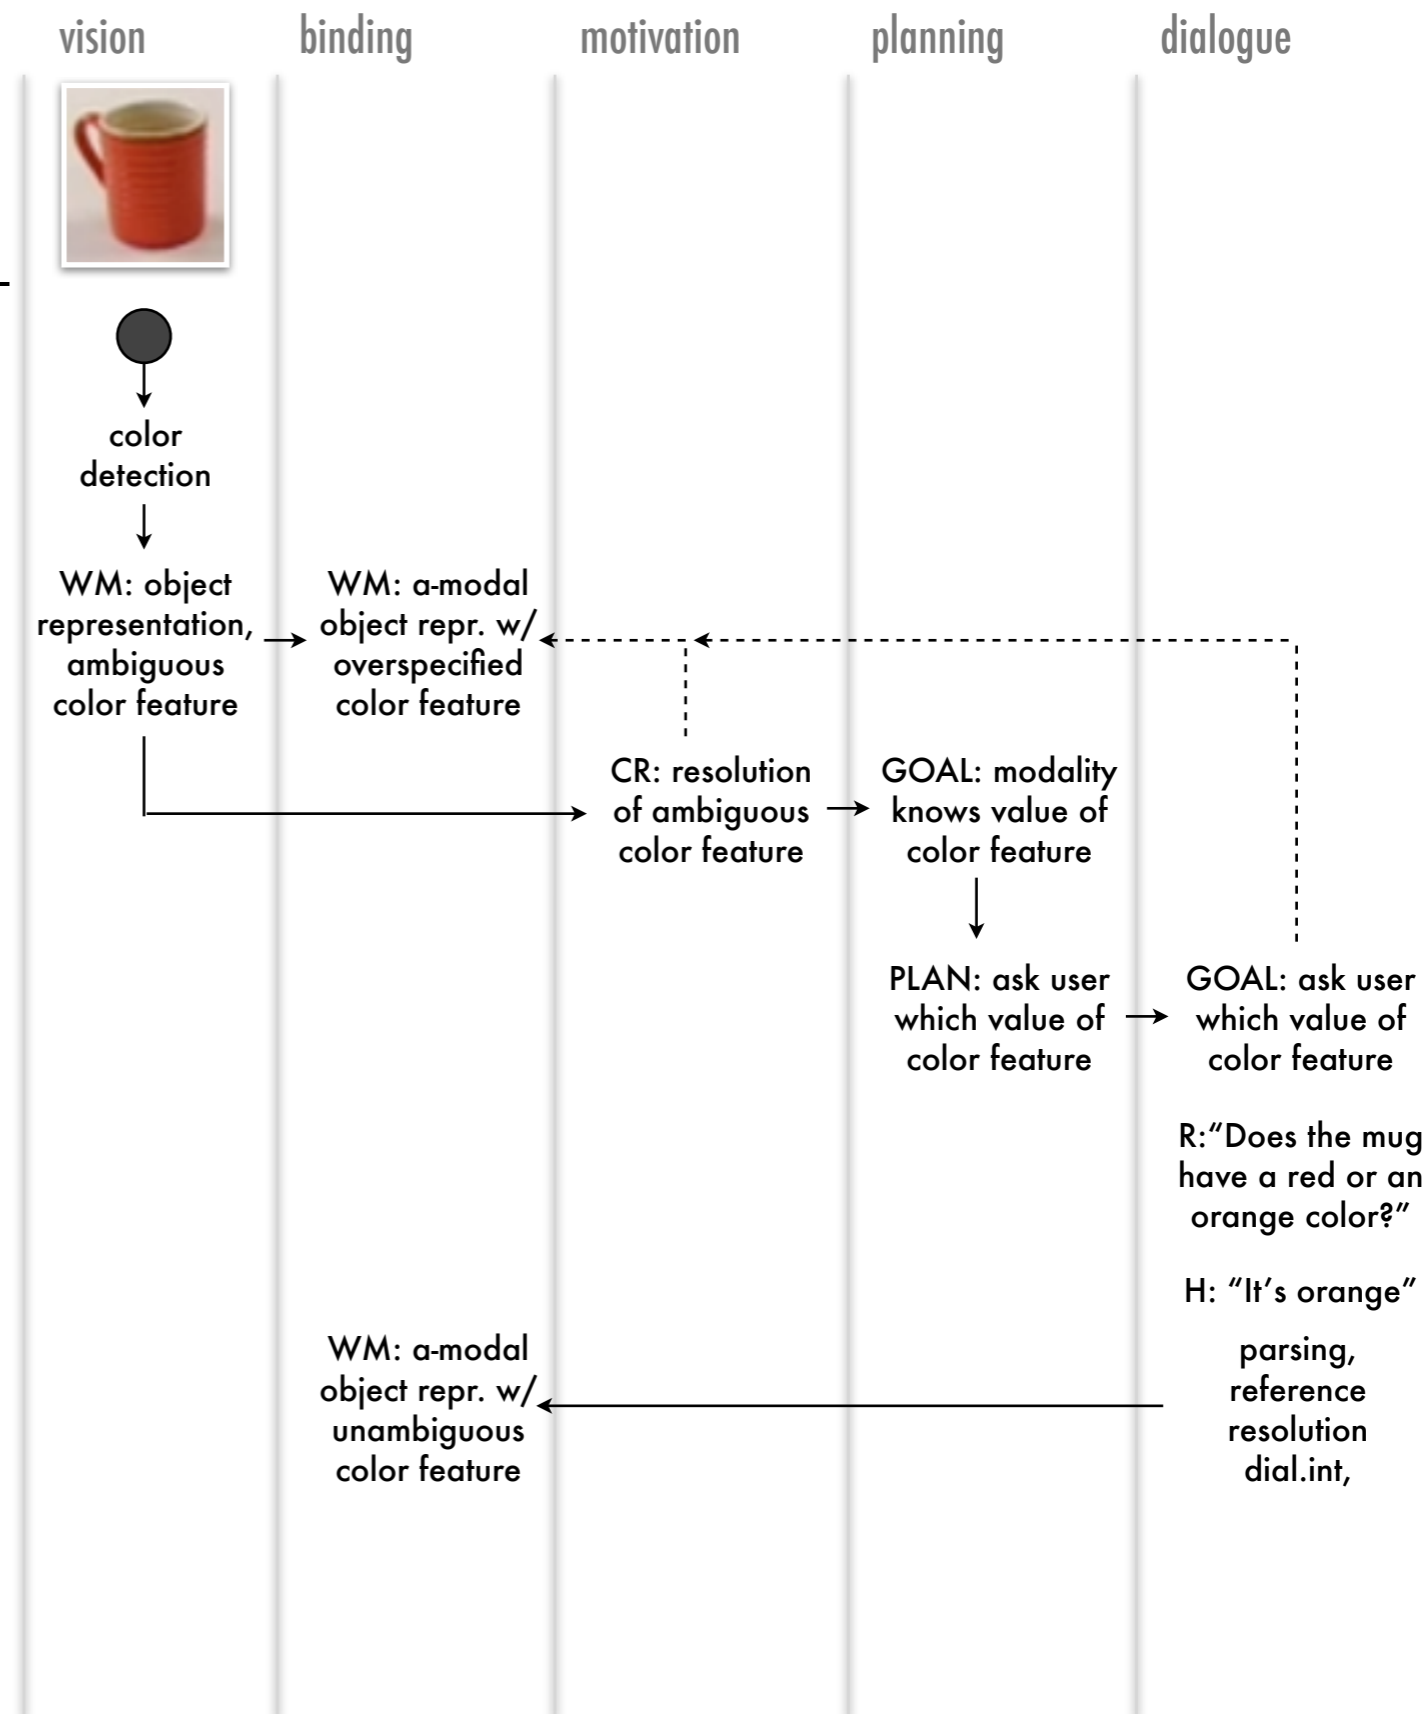 vision
binding
motivation
planning
dialogue
color
detection
WM: object
representation,
ambiguous
color feature
WM: a-modal
object repr. w/
overspecified
color feature
CR: resolution
of ambiguous
color feature
GOAL: modality
knows value of
color feature
PLAN: ask user
which value of
color feature
GOAL: ask user
which value of
color feature
R:“Does the mug
have a red or an
orange color?”
H: “It’s orange”
parsing,
reference
resolution
dial.int,
WM: a-modal
object repr. w/
unambiguous
color feature